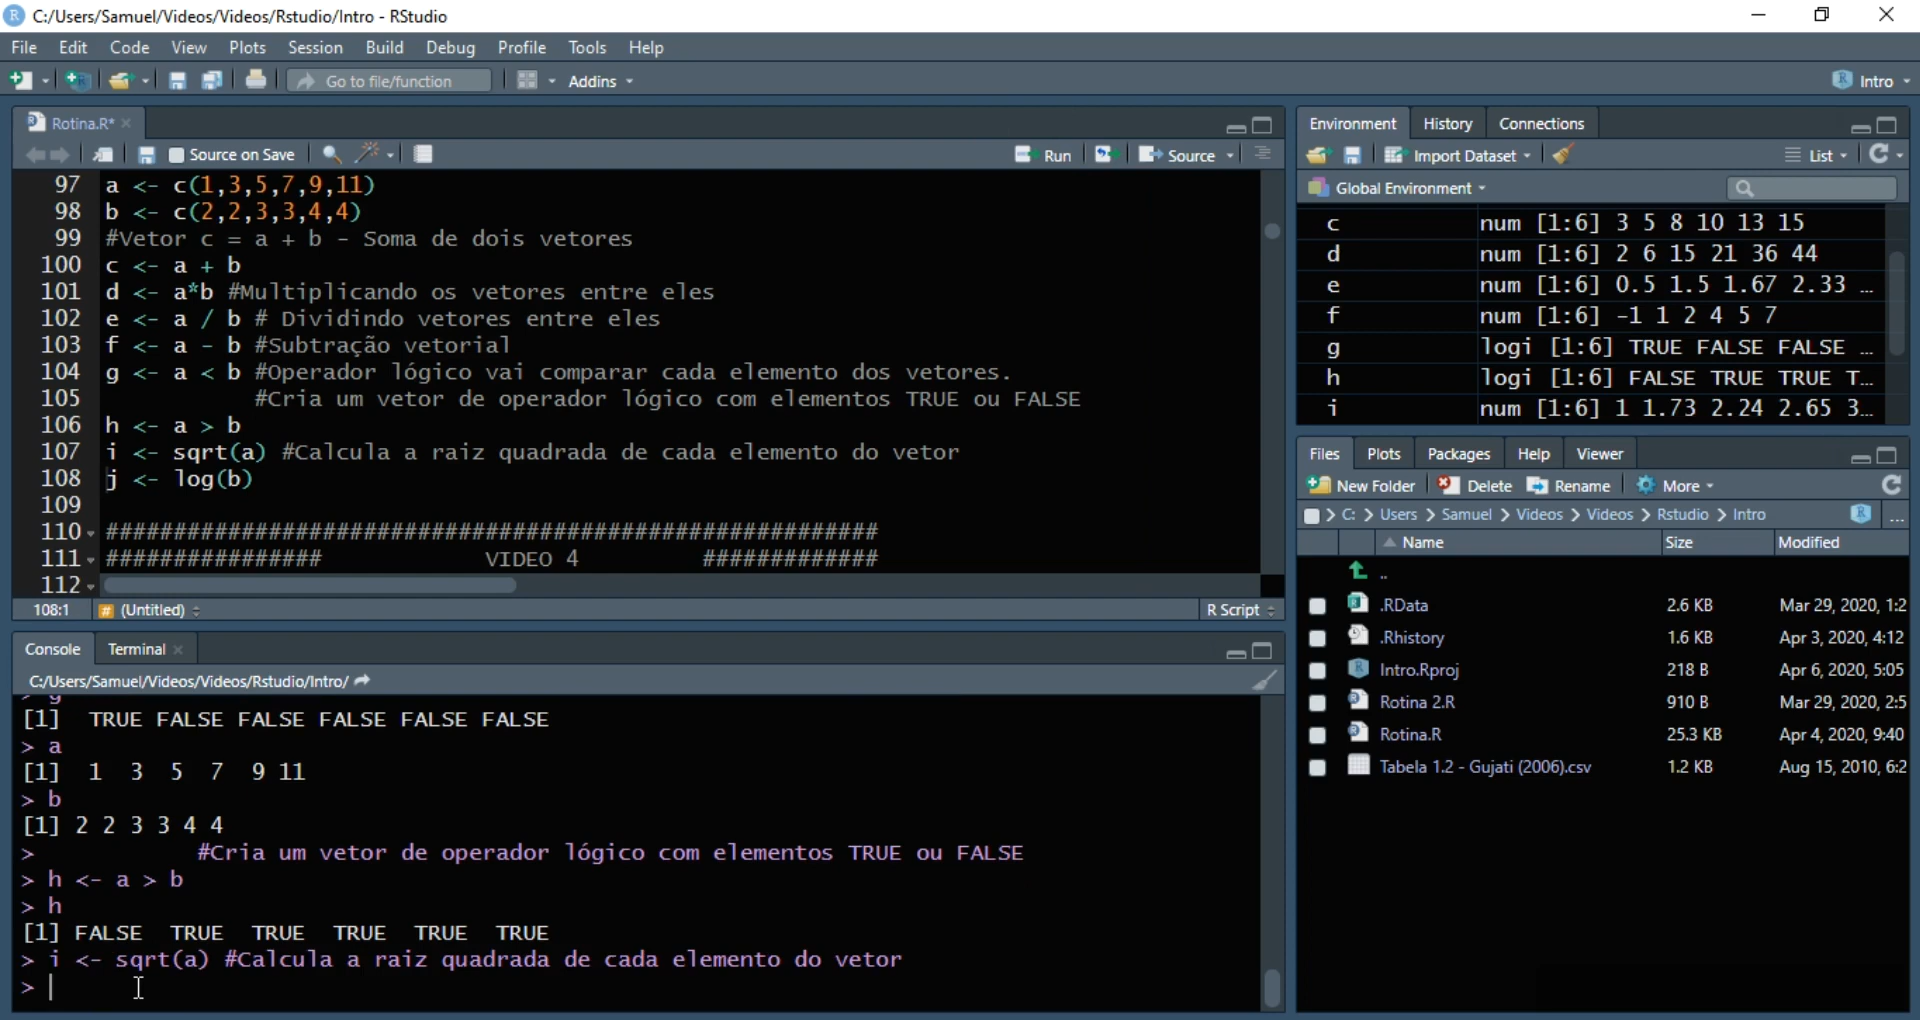 C:/Users/Samuel/Videos/Videos/Rstudio/Intro - RStudio
File Edit Code View Plots Session Build Debug Profile Tools Help
Go to file/function Addins Intro
Rotina.R*
Source on Save Run Source
97 a <- c(1,3,5,7,9,11)
98 b <- c(2,2,3,3,4,4)
99 #Vetor c = a + b - Soma de dois vetores
100 c <- a + b
101 d <- a*b #Multiplicando os vetores entre eles
102 e <- a / b # Dividindo vetores entre eles
103 f <- a - b #Subtração vetorial
104 g <- a < b #Operador lógico vai comparar cada elemento dos vetores.
105 #Cria um vetor de operador lógico com elementos TRUE ou FALSE
106 h <- a > b
107 i <- sqrt(a) #Calcula a raiz quadrada de cada elemento do vetor
108 j <- log(b)
109
110 #########################################################
111 ################ VIDEO 4 #############
112
108:1 # (Untitled) R Script
Console Terminal
C:/Users/Samuel/Videos/Videos/Rstudio/Intro/
> g
[1] TRUE FALSE FALSE FALSE FALSE FALSE
> a
[1] 1 3 5 7 9 11
> b
[1] 2 2 3 3 4 4
> #Cria um vetor de operador lógico com elementos TRUE ou FALSE
> h <- a > b
> h
[1] FALSE TRUE TRUE TRUE TRUE TRUE
> i <- sqrt(a) #Calcula a raiz quadrada de cada elemento do vetor
>
Environment History Connections
Import Dataset List
Global Environment
c num [1:6] 3 5 8 10 13 15
d num [1:6] 2 6 15 21 36 44
e num [1:6] 0.5 1.5 1.67 2.33 ...
f num [1:6] -1 1 2 4 5 7
g logi [1:6] TRUE FALSE FALSE ...
h logi [1:6] FALSE TRUE TRUE T...
i num [1:6] 1 1.73 2.24 2.65 3...
Files Plots Packages Help Viewer
New Folder Delete Rename More
> C: > Users > Samuel > Videos > Videos > Rstudio > Intro R ...
Name Size Modified
..
.RData 2.6 KB Mar 29, 2020, 1:2
.Rhistory 1.6 KB Apr 3, 2020, 4:12
Intro.Rproj 218 B Apr 6, 2020, 5:05
Rotina 2.R 910 B Mar 29, 2020, 2:5
Rotina.R 25.3 KB Apr 4, 2020, 9:40
Tabela 1.2 - Gujati (2006).csv 1.2 KB Aug 15, 2010, 6:2